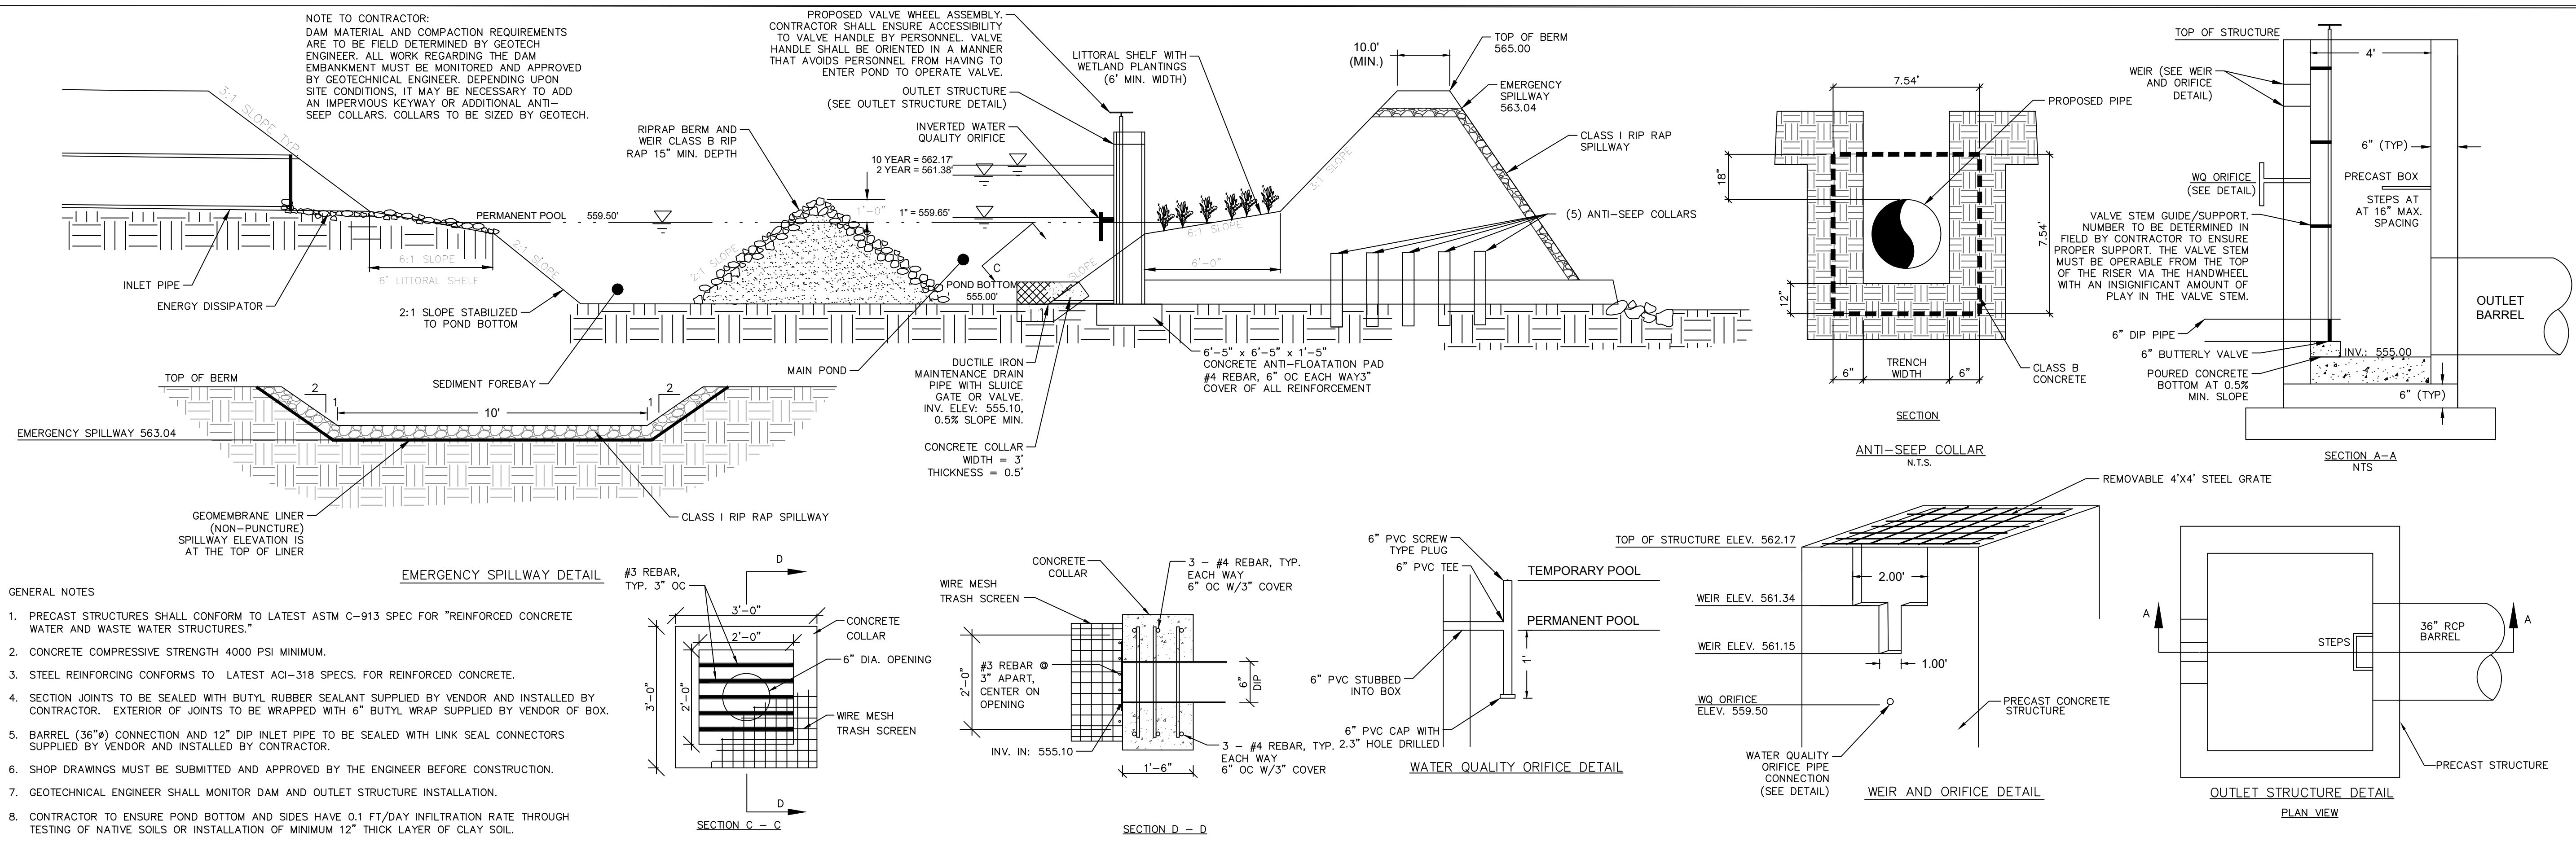 NOTE TO CONTRACTOR:
DAM MATERIAL AND COMPACTION REQUIREMENTS
ARE TO BE FIELD DETERMINED BY GEOTECH
ENGINEER. ALL WORK REGARDING THE DAM
EMBANKMENT MUST BE MONITORED AND APPROVED
BY GEOTECHNICAL ENGINEER. DEPENDING UPON
SITE CONDITIONS, IT MAY BE NECESSARY TO ADD
AN IMPERVIOUS KEYWAY OR ADDITIONAL ANTI-
SEEP COLLARS. COLLARS TO BE SIZED BY GEOTECH.
3:1 SLOPE TYP
RIPRAP BERM AND
WEIR CLASS B RIP
RAP 15" MIN. DEPTH
PROPOSED VALVE WHEEL ASSEMBLY.
CONTRACTOR SHALL ENSURE ACCESSIBILITY
TO VALVE HANDLE BY PERSONNEL. VALVE
HANDLE SHALL BE ORIENTED IN A MANNER
THAT AVOIDS PERSONNEL FROM HAVING TO
ENTER POND TO OPERATE VALVE.
OUTLET STRUCTURE
(SEE OUTLET STRUCTURE DETAIL)
INVERTED WATER
QUALITY ORIFICE
10 YEAR = 562.17'
2 YEAR = 561.38'
1" = 559.65'
LITTORAL SHELF WITH
WETLAND PLANTINGS
(6' MIN. WIDTH)
10.0'
(MIN.)
TOP OF BERM
565.00
EMERGENCY
SPILLWAY
563.04
CLASS I RIP RAP
SPILLWAY
3:1 SLOPE
(5) ANTI-SEEP COLLARS
PERMANENT POOL 559.50'
1'-0"
6:1 SLOPE
6' LITTORAL SHELF
2:1 SLOPE
2:1 SLOPE
INLET PIPE
ENERGY DISSIPATOR
2:1 SLOPE STABILIZED
TO POND BOTTOM
SEDIMENT FOREBAY
MAIN POND
C
SLOPE
POND BOTTOM
555.00'
6:1 SLOPE
6'-0"
DUCTILE IRON
MAINTENANCE DRAIN
PIPE WITH SLUICE
GATE OR VALVE.
INV. ELEV: 555.10,
0.5% SLOPE MIN.
CONCRETE COLLAR
WIDTH = 3'
THICKNESS = 0.5'
6'-5" x 6'-5" x 1'-5"
CONCRETE ANTI-FLOATATION PAD
#4 REBAR, 6" OC EACH WAY3"
COVER OF ALL REINFORCEMENT
7.54'
PROPOSED PIPE
18"
7.54'
12"
6"
TRENCH
WIDTH
6"
CLASS B
CONCRETE
SECTION
ANTI-SEEP COLLAR
N.T.S.
TOP OF STRUCTURE
4'
WEIR (SEE WEIR
AND ORIFICE
DETAIL)
6" (TYP)
WQ ORIFICE
(SEE DETAIL)
PRECAST BOX
STEPS AT
AT 16" MAX.
SPACING
VALVE STEM GUIDE/SUPPORT.
NUMBER TO BE DETERMINED IN
FIELD BY CONTRACTOR TO ENSURE
PROPER SUPPORT. THE VALVE STEM
MUST BE OPERABLE FROM THE TOP
OF THE RISER VIA THE HANDWHEEL
WITH AN INSIGNIFICANT AMOUNT OF
PLAY IN THE VALVE STEM.
OUTLET
BARREL
6" DIP PIPE
6" BUTTERLY VALVE
INV.: 555.00
POURED CONCRETE
BOTTOM AT 0.5%
MIN. SLOPE
6" (TYP)
SECTION A-A
NTS
TOP OF BERM
2
1
10'
1
2
EMERGENCY SPILLWAY 563.04
GEOMEMBRANE LINER
(NON-PUNCTURE)
SPILLWAY ELEVATION IS
AT THE TOP OF LINER
CLASS I RIP RAP SPILLWAY
EMERGENCY SPILLWAY DETAIL
GENERAL NOTES
1. PRECAST STRUCTURES SHALL CONFORM TO LATEST ASTM C-913 SPEC FOR "REINFORCED CONCRETE
WATER AND WASTE WATER STRUCTURES."
2. CONCRETE COMPRESSIVE STRENGTH 4000 PSI MINIMUM.
3. STEEL REINFORCING CONFORMS TO LATEST ACI-318 SPECS. FOR REINFORCED CONCRETE.
4. SECTION JOINTS TO BE SEALED WITH BUTYL RUBBER SEALANT SUPPLIED BY VENDOR AND INSTALLED BY
CONTRACTOR. EXTERIOR OF JOINTS TO BE WRAPPED WITH 6" BUTYL WRAP SUPPLIED BY VENDOR OF BOX.
5. BARREL (36"ø) CONNECTION AND 12" DIP INLET PIPE TO BE SEALED WITH LINK SEAL CONNECTORS
SUPPLIED BY VENDOR AND INSTALLED BY CONTRACTOR.
6. SHOP DRAWINGS MUST BE SUBMITTED AND APPROVED BY THE ENGINEER BEFORE CONSTRUCTION.
7. GEOTECHNICAL ENGINEER SHALL MONITOR DAM AND OUTLET STRUCTURE INSTALLATION.
8. CONTRACTOR TO ENSURE POND BOTTOM AND SIDES HAVE 0.1 FT/DAY INFILTRATION RATE THROUGH
TESTING OF NATIVE SOILS OR INSTALLATION OF MINIMUM 12" THICK LAYER OF CLAY SOIL.
#3 REBAR,
TYP. 3" OC
D
3'-0"
2'-0"
CONCRETE
COLLAR
6" DIA. OPENING
3'-0"
2'-0"
WIRE MESH
TRASH SCREEN
D
SECTION C - C
CONCRETE
COLLAR
3 - #4 REBAR, TYP.
EACH WAY
6" OC W/3" COVER
WIRE MESH
TRASH SCREEN
2'-0"
#3 REBAR @
3" APART,
CENTER ON
OPENING
6"
DIP
INV. IN: 555.10
3 - #4 REBAR, TYP.
EACH WAY
6" OC W/3" COVER
1'-6"
SECTION D - D
6" PVC SCREW
TYPE PLUG
6" PVC TEE
TEMPORARY POOL
PERMANENT POOL
1'
6" PVC STUBBED
INTO BOX
6" PVC CAP WITH
2.3" HOLE DRILLED
WATER QUALITY ORIFICE DETAIL
REMOVABLE 4'X4' STEEL GRATE
TOP OF STRUCTURE ELEV. 562.17
2.00'
WEIR ELEV. 561.34
WEIR ELEV. 561.15
1.00'
WQ ORIFICE
ELEV. 559.50
PRECAST CONCRETE
STRUCTURE
WATER QUALITY
ORIFICE PIPE
CONNECTION
(SEE DETAIL)
WEIR AND ORIFICE DETAIL
A
STEPS
36" RCP
BARREL
A
PRECAST STRUCTURE
OUTLET STRUCTURE DETAIL
PLAN VIEW